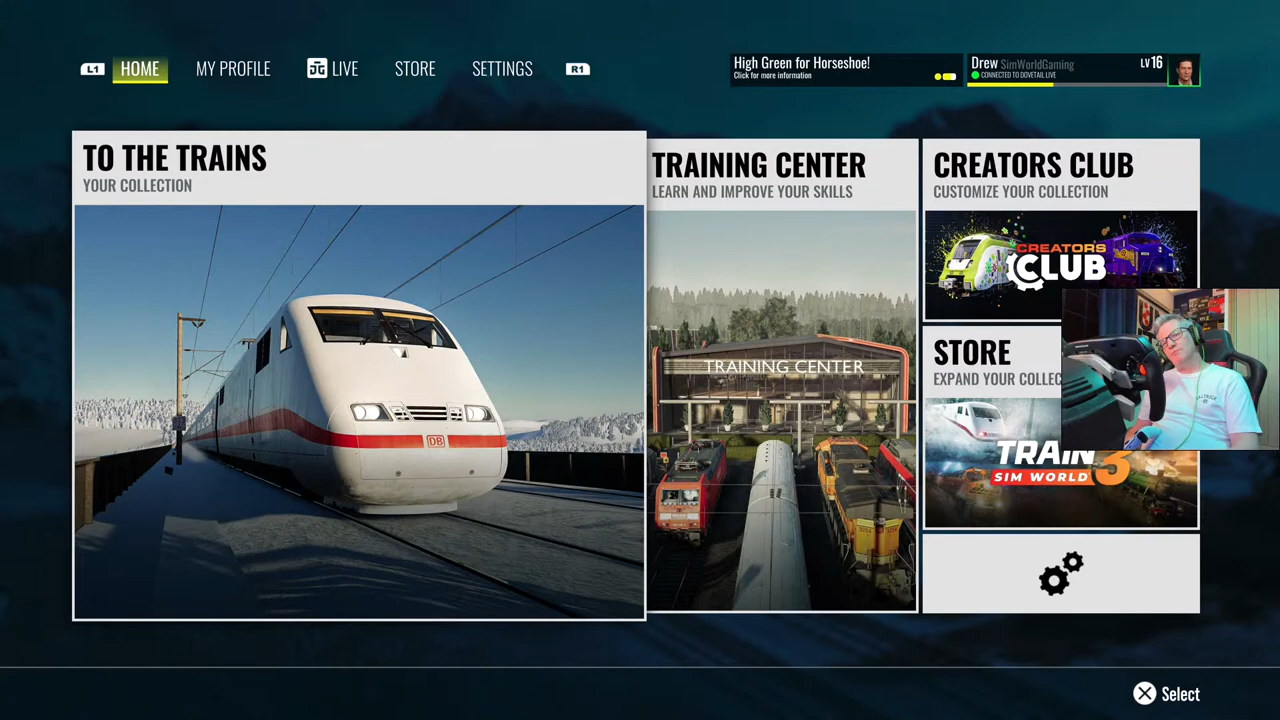 L1 HOME MY PROFILE LIVE STORE SETTINGS R1
High Green for Horseshoe!
Click for more information
Drew SimWorldGaming
CONNECTED TO DOVETAIL LIVE
LV 16
TO THE TRAINS
YOUR COLLECTION
DB
TRAINING CENTER
LEARN AND IMPROVE YOUR SKILLS
TRAINING CENTER
CREATORS CLUB
CUSTOMIZE YOUR COLLECTION
CREATORS
CLUB
STORE
EXPAND YOUR COLLEC
TRAIN
SIM WORLD 3
Select